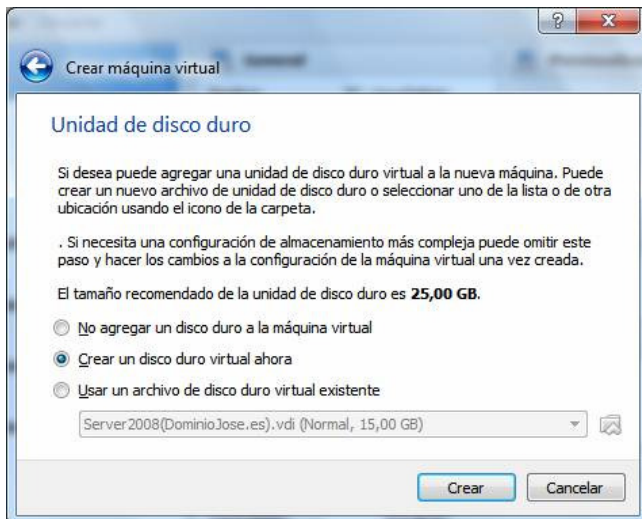 Crear máquina virtual
Unidad de disco duro
Si desea puede agregar una unidad de disco duro virtual a la nueva máquina. Puede
crear un nuevo archivo de unidad de disco duro o seleccionar uno de la lista o de otra
ubicación usando el icono de la carpeta.
. Si necesita una configuración de almacenamiento más compleja puede omitir este
paso y hacer los cambios a la configuración de la máquina virtual una vez creada.
El tamaño recomendado de la unidad de disco duro es 25,00 GB.
No agregar un disco duro a la máquina virtual
Crear un disco duro virtual ahora
Usar un archivo de disco duro virtual existente
Server2008(DominioJose.es).vdi (Normal, 15,00 GB)
Crear Cancelar